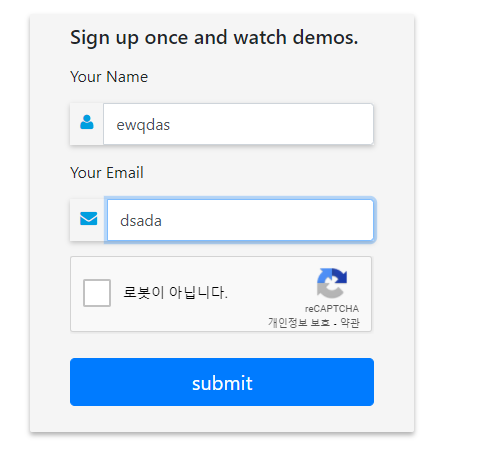 Sign up once and watch demos.
Your Name
ewqdas
Your Email
dsada
로봇이 아닙니다.
reCAPTCHA
개인정보 보호 - 약관
submit